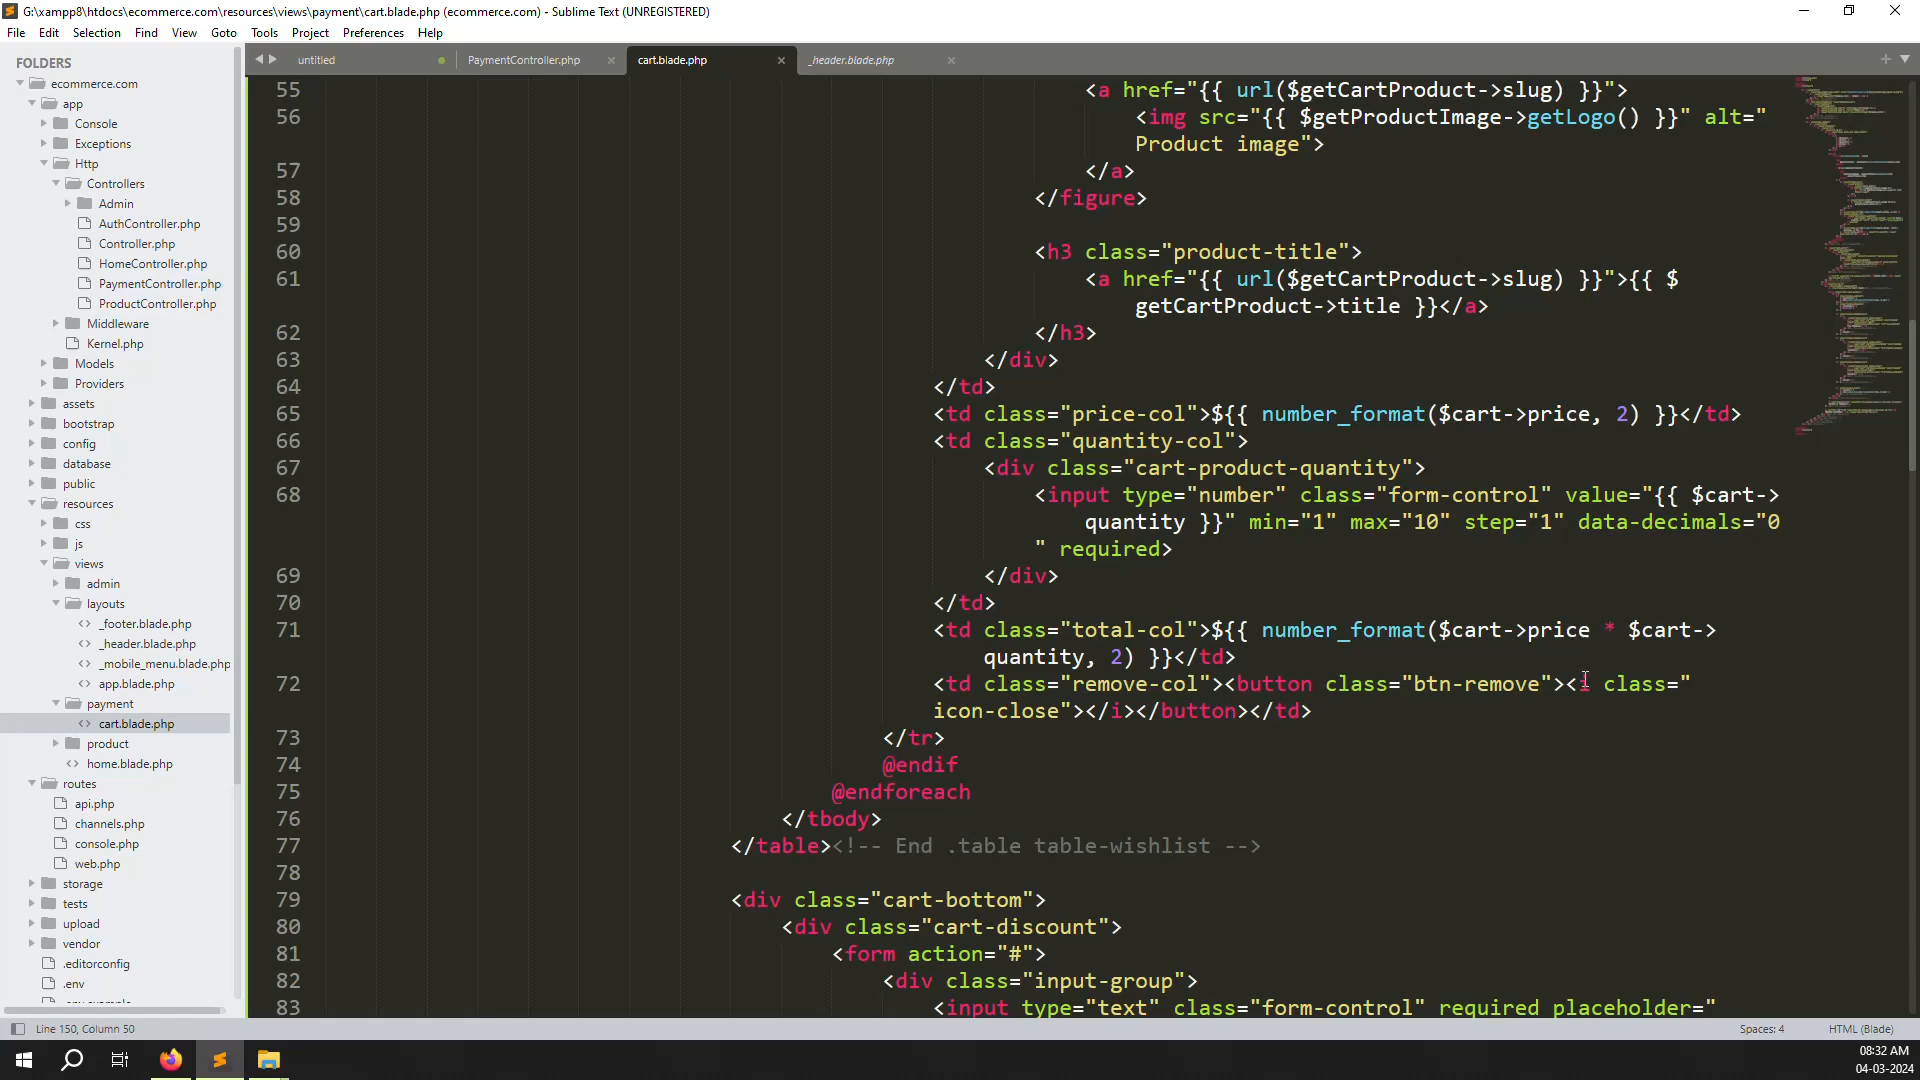 G:\xampp8\htdocs\ecommerce.com\resources\views\payment\cart.blade.php (ecommerce.com) - Sublime Text (UNREGISTERED)
File Edit Selection Find View Goto Tools Project Preferences Help
FOLDERS
ecommerce.com
app
Console
Exceptions
Http
Controllers
Admin
AuthController.php
Controller.php
HomeController.php
PaymentController.php
ProductController.php
Middleware
Kernel.php
Models
Providers
assets
bootstrap
config
database
public
resources
css
js
views
admin
layouts
_footer.blade.php
_header.blade.php
_mobile_menu.blade.php
app.blade.php
payment
cart.blade.php
product
home.blade.php
routes
api.php
channels.php
console.php
web.php
storage
tests
upload
vendor
.editorconfig
.env
.env.example
untitled PaymentController.php cart.blade.php _header.blade.php
55 <a href="{{ url($getCartProduct->slug) }}">
56 <img src="{{ $getProductImage->getLogo() }}" alt="
Product image">
57 </a>
58 </figure>
59
60 <h3 class="product-title">
61 <a href="{{ url($getCartProduct->slug) }}">{{ $
getCartProduct->title }}</a>
62 </h3>
63 </div>
64 </td>
65 <td class="price-col">${{ number_format($cart->price, 2) }}</td>
66 <td class="quantity-col">
67 <div class="cart-product-quantity">
68 <input type="number" class="form-control" value="{{ $cart->
quantity }}" min="1" max="10" step="1" data-decimals="0
" required>
69 </div>
70 </td>
71 <td class="total-col">${{ number_format($cart->price * $cart->
quantity, 2) }}</td>
72 <td class="remove-col"><button class="btn-remove"><i class="
icon-close"></i></button></td>
73 </tr>
74 @endif
75 @endforeach
76 </tbody>
77 </table><!-- End .table table-wishlist -->
78
79 <div class="cart-bottom">
80 <div class="cart-discount">
81 <form action="#">
82 <div class="input-group">
83 <input type="text" class="form-control" required placeholder="
Line 150, Column 50
Spaces: 4 HTML (Blade)
08:32 AM
04-03-2024